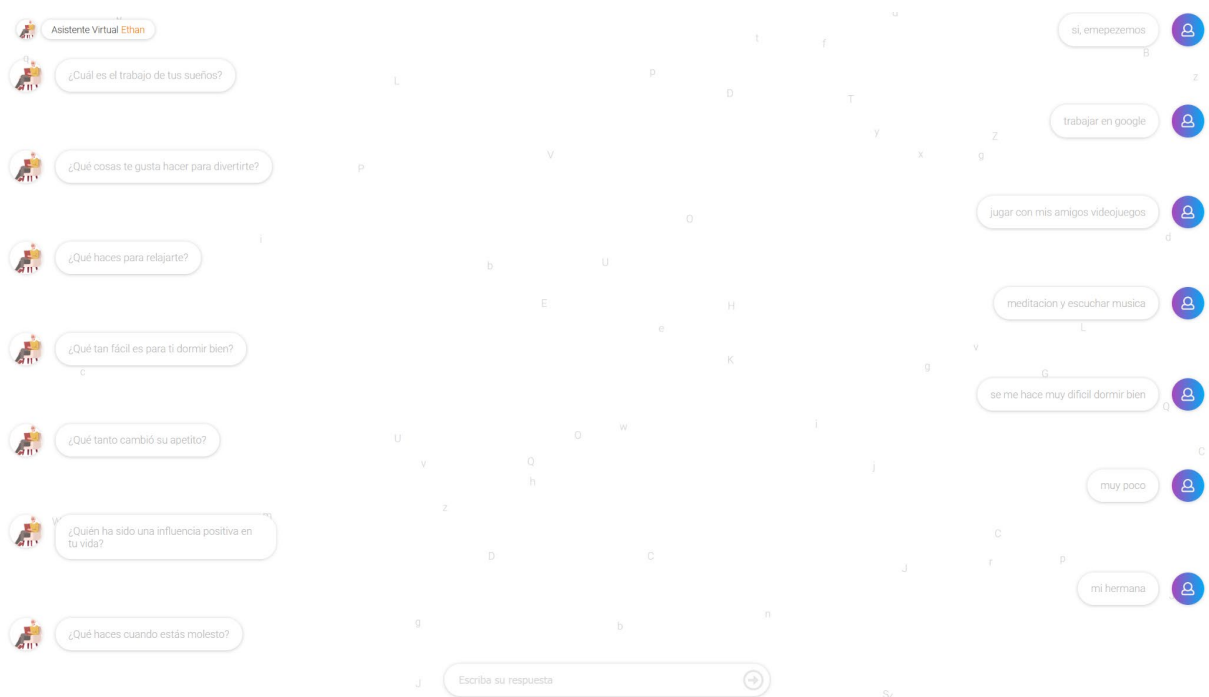 Asistente Virtual Ethan
si, emepezemos
¿Cuál es el trabajo de tus sueños?
trabajar en google
¿Qué cosas te gusta hacer para divertirte?
jugar con mis amigos videojuegos
¿Qué haces para relajarte?
meditacion y escuchar musica
¿Qué tan fácil es para ti dormir bien?
se me hace muy dificil dormir bien
¿Qué tanto cambió su apetito?
muy poco
¿Quién ha sido una influencia positiva en
tu vida?
mi hermana
¿Qué haces cuando estás molesto?
Escriba su respuesta